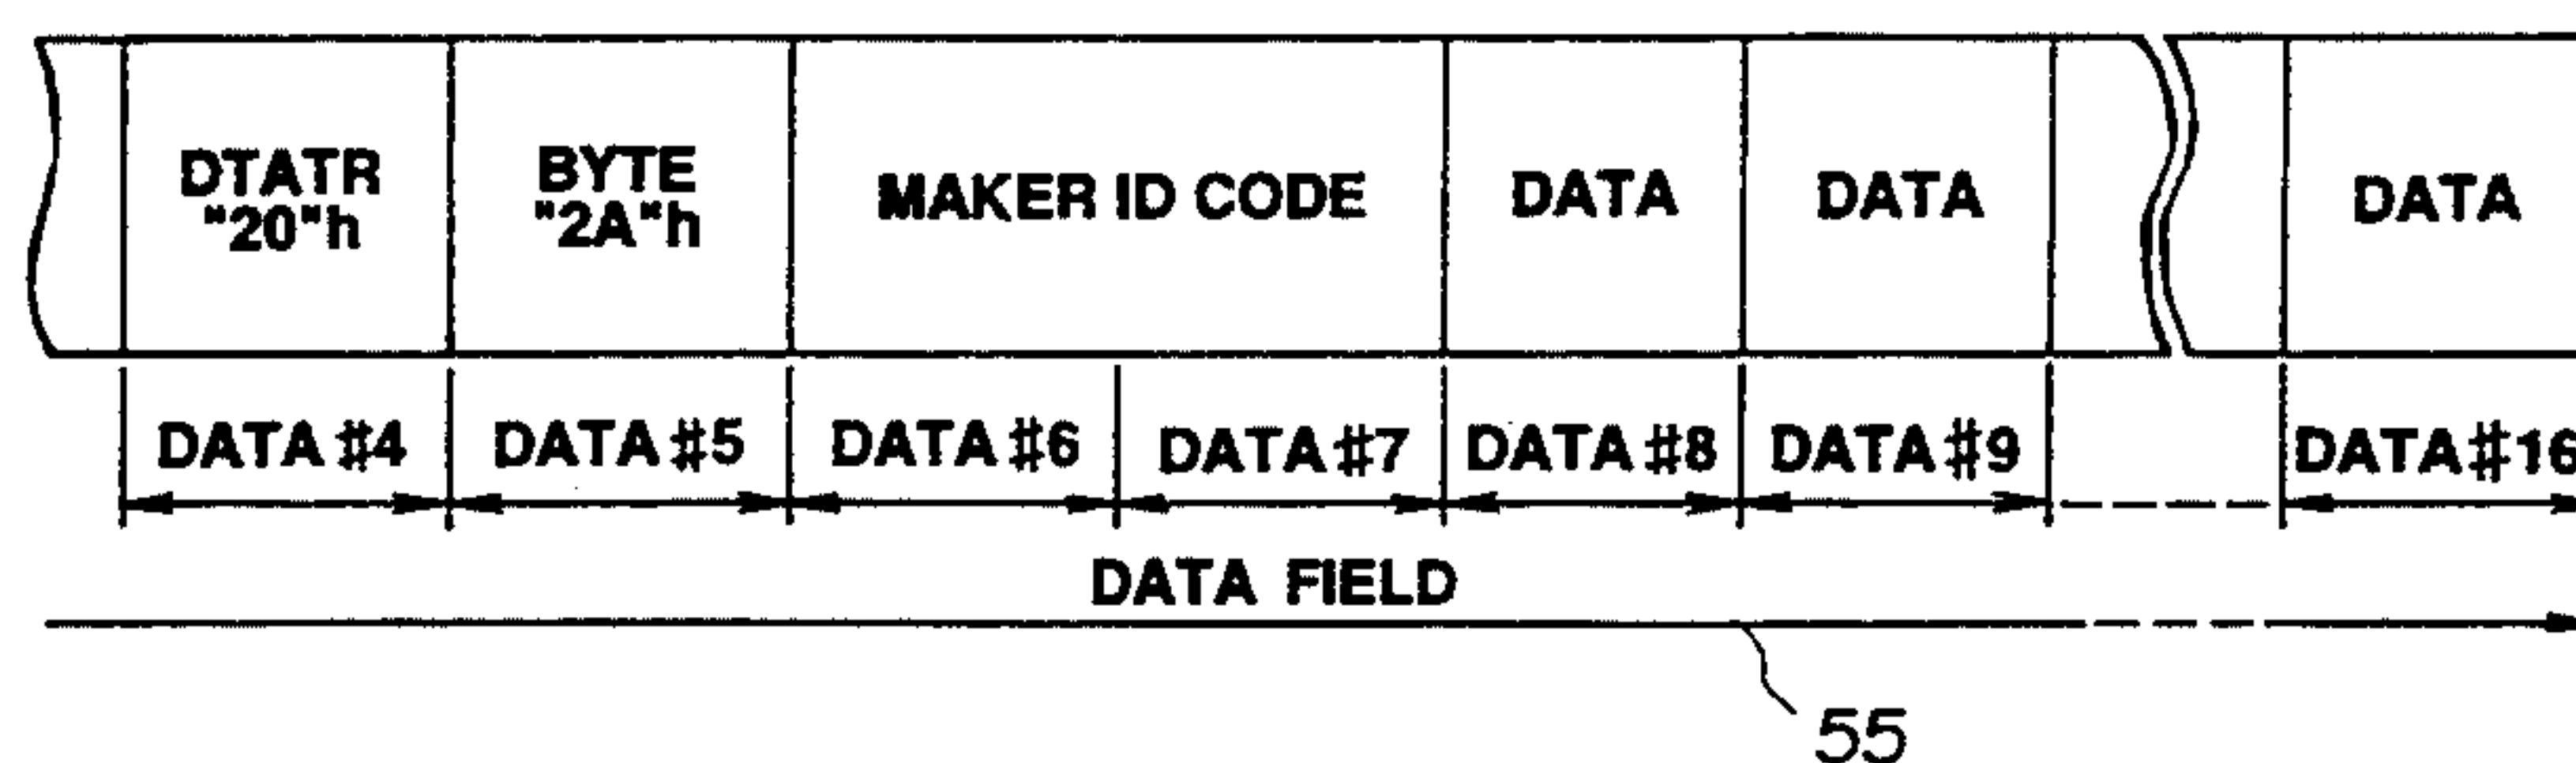 DTATR
"20"h
BYTE
"2A"h
MAKER ID CODE
DATA
DATA
DATA
DATA #4
DATA #5
DATA #6
DATA #7
DATA #8
DATA #9
DATA #16
DATA FIELD
55